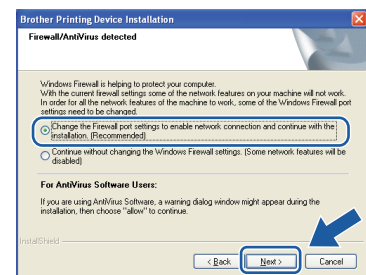 Brother Printing Device Installation
Firewall/AntiVirus detected
Windows Firewall is helping to protect your computer.
With the current firewall settings some of the network features on your machine will not work.
In order for all the network features of the machine to work, some of the Windows Firewall port
settings need to be changed.
Change the Firewall port settings to enable network connection and continue with the
installation. (Recommended)
Continue without changing the Windows Firewall settings. (Some network features will be
disabled)
For AntiVirus Software Users:
If you are using AntiVirus Software, a warning dialog window might appear during the
installation, then choose "allow" to continue.
InstallShield
< Back
Next >
Cancel